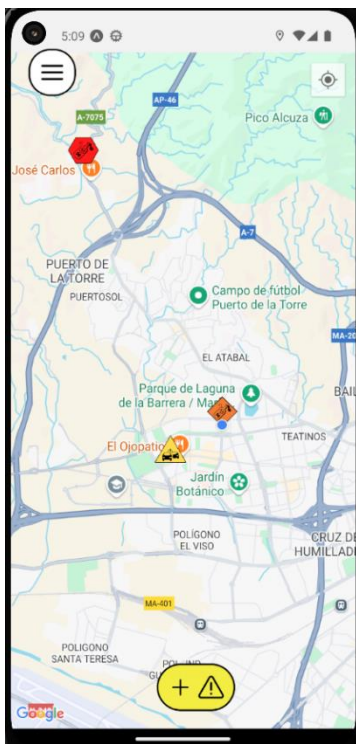 5:09
AP-46
A-7075
Pico Alcuza
José Carlos
A-7
PUERTO DE
LA TORRE
PUERTOSOL
Campo de fútbol
Puerto de la Torre
MA-20
EL ATABAL
Parque de Laguna
de la Barrera / Ma
BAIL
TEATINOS
El Ojopatio
Jardín
Botánico
POLÍGONO
EL VISO
CRUZ DE
HUMILLAD
MA-401
POLIGONO
SANTA TERESA
+
Google